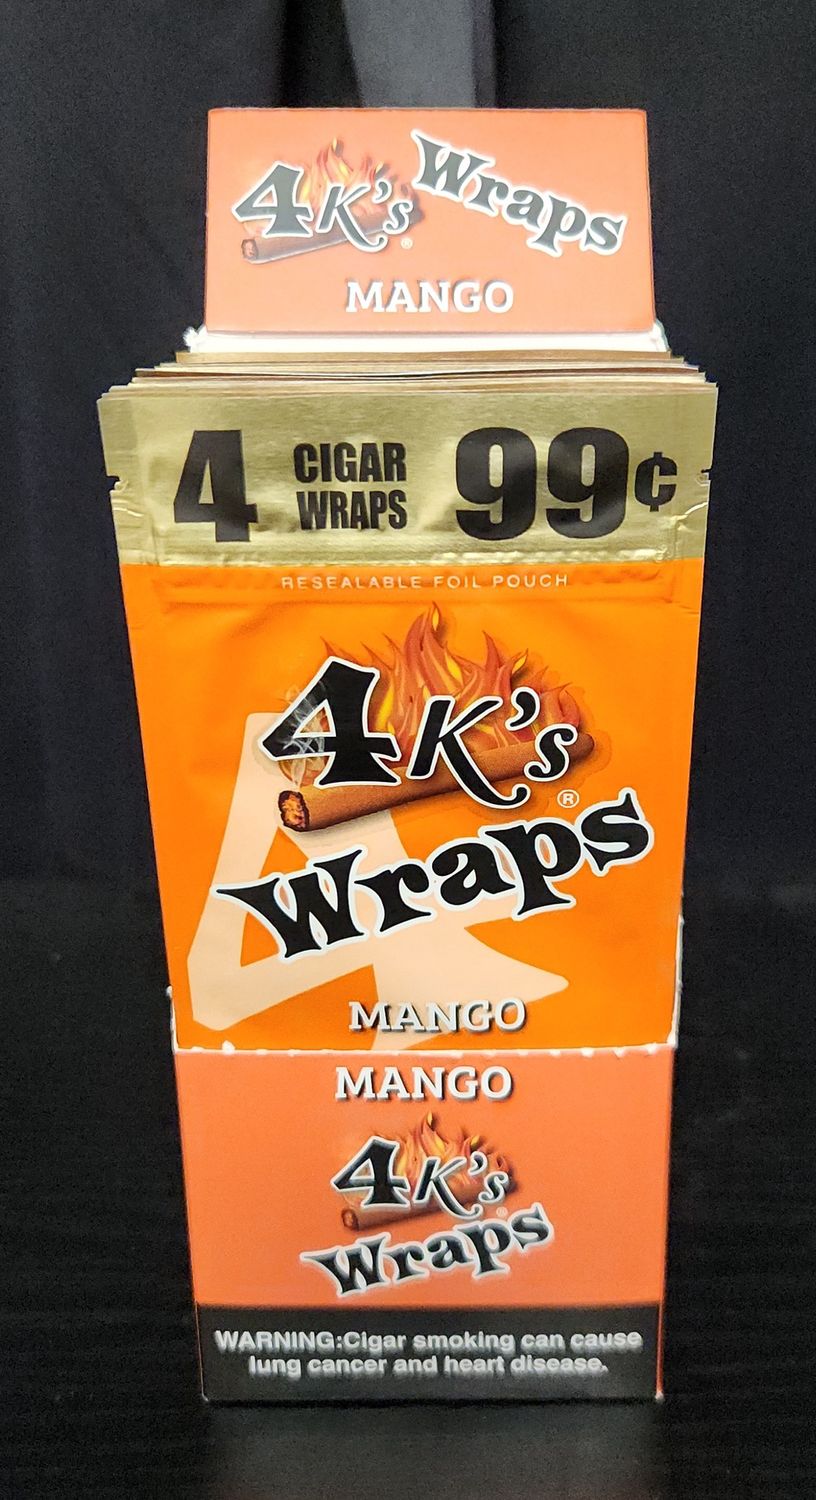 4K's Wraps
®
MANGO
4 CIGAR WRAPS 99¢
RESEALABLE FOIL POUCH
4K's
®
Wraps
MANGO
MANGO
4K's
®
Wraps
WARNING:Cigar smoking can cause
lung cancer and heart disease.